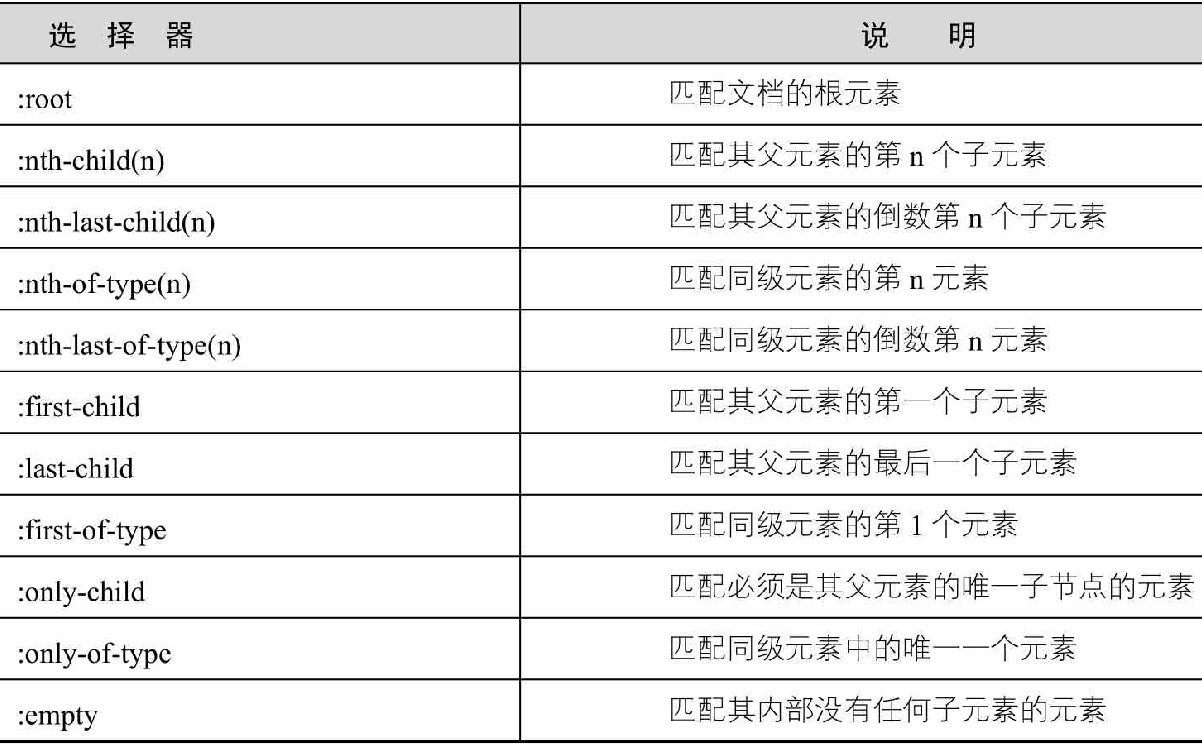 选 择 器 说 明
:root 匹配文档的根元素
:nth-child(n) 匹配其父元素的第 n 个子元素
:nth-last-child(n) 匹配其父元素的倒数第 n 个子元素
:nth-of-type(n) 匹配同级元素的第 n 元素
:nth-last-of-type(n) 匹配同级元素的倒数第 n 元素
:first-child 匹配其父元素的第一个子元素
:last-child 匹配其父元素的最后一个子元素
:first-of-type 匹配同级元素的第 1 个元素
:only-child 匹配必须是其父元素的唯一子节点的元素
:only-of-type 匹配同级元素中的唯一一个元素
:empty 匹配其内部没有任何子元素的元素